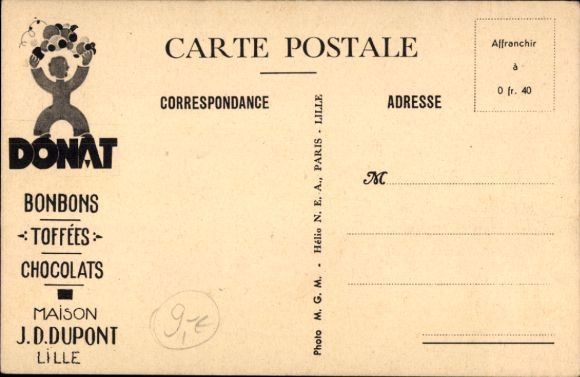 DONAT
BONBONS
TOFFÉES
CHOCOLATS
MAISON
J.D.DUPONT
LILLE
CARTE POSTALE
CORRESPONDANCE
ADRESSE
Affranchir
à
0 fr. 40
M
Photo M. G. M. - Hélio N. E. A., PARIS - LILLE
9,-€